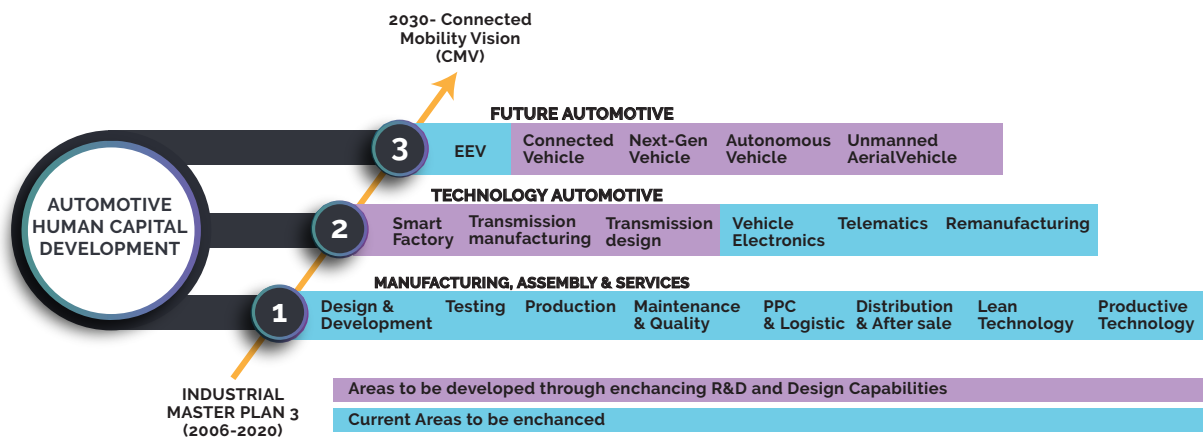 2030- Connected
Mobility Vision
(CMV)
FUTURE AUTOMOTIVE
3
EEV
Connected
Vehicle
Next-Gen
Vehicle
Autonomous
Vehicle
Unmanned
AerialVehicle
AUTOMOTIVE
HUMAN CAPITAL
DEVELOPMENT
TECHNOLOGY AUTOMOTIVE
2
Smart
Factory
Transmission
manufacturing
Transmission
design
Vehicle
Electronics
Telematics
Remanufacturing
MANUFACTURING, ASSEMBLY & SERVICES
1
Design &
Development
Testing
Production
Maintenance
& Quality
PPC
& Logistic
Distribution
& After sale
Lean
Technology
Productive
Technology
INDUSTRIAL
MASTER PLAN 3
(2006-2020)
Areas to be developed through enchancing R&D and Design Capabilities
Current Areas to be enchanced